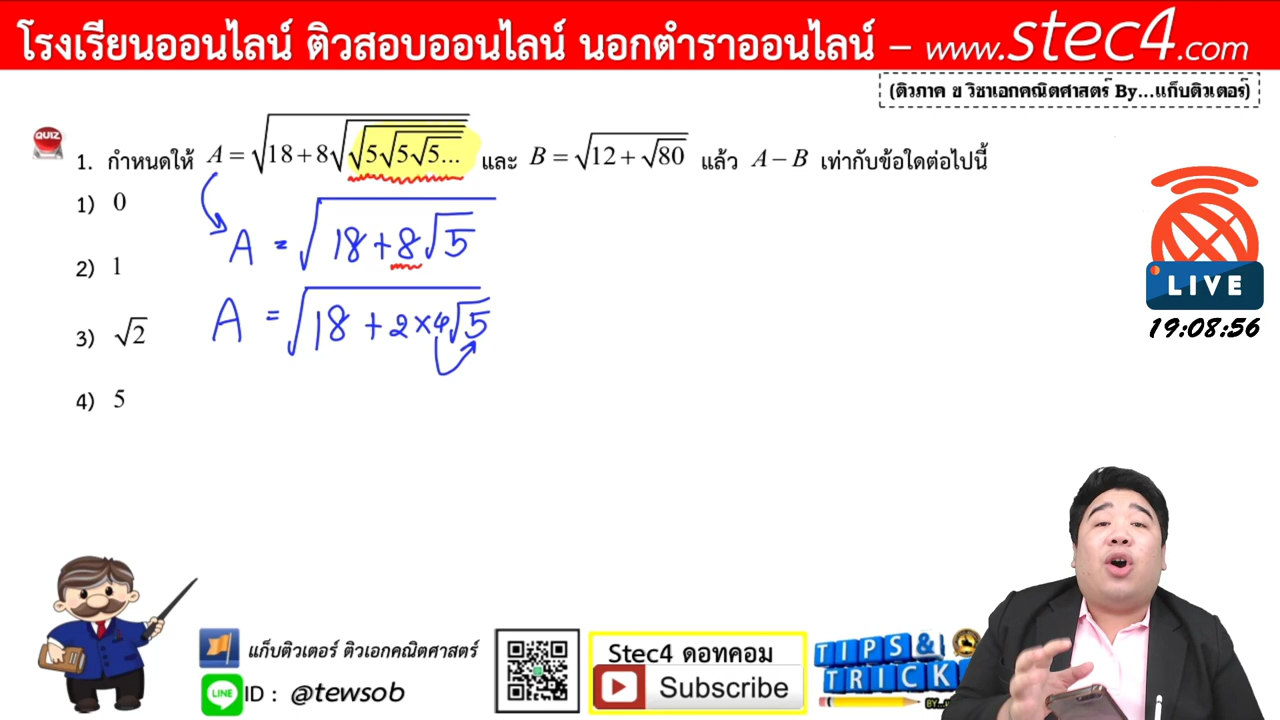 โรงเรียนออนไลน์ ติวสอบออนไลน์ นอกตำราออนไลน์ – www.stec4.com
(ติวภาค ข วิชาเอกคณิตศาสตร์ By...แก็บติวเตอร์)
QUIZ
1. กำหนดให้ A = √(18+8√(√(5√(5√(5...))))) และ B = √(12+√80) แล้ว A − B เท่ากับข้อใดต่อไปนี้
1) 0
A = √(18+8√5)
2) 1
A = √(18+2×4√5)
3) √2
4) 5
LIVE
19:08:56
แก็บติวเตอร์ ติวเอกคณิตศาสตร์
LINE ID : @tewsob
Stec4 ดอทคอม
Subscribe
TIPS &
TRICK